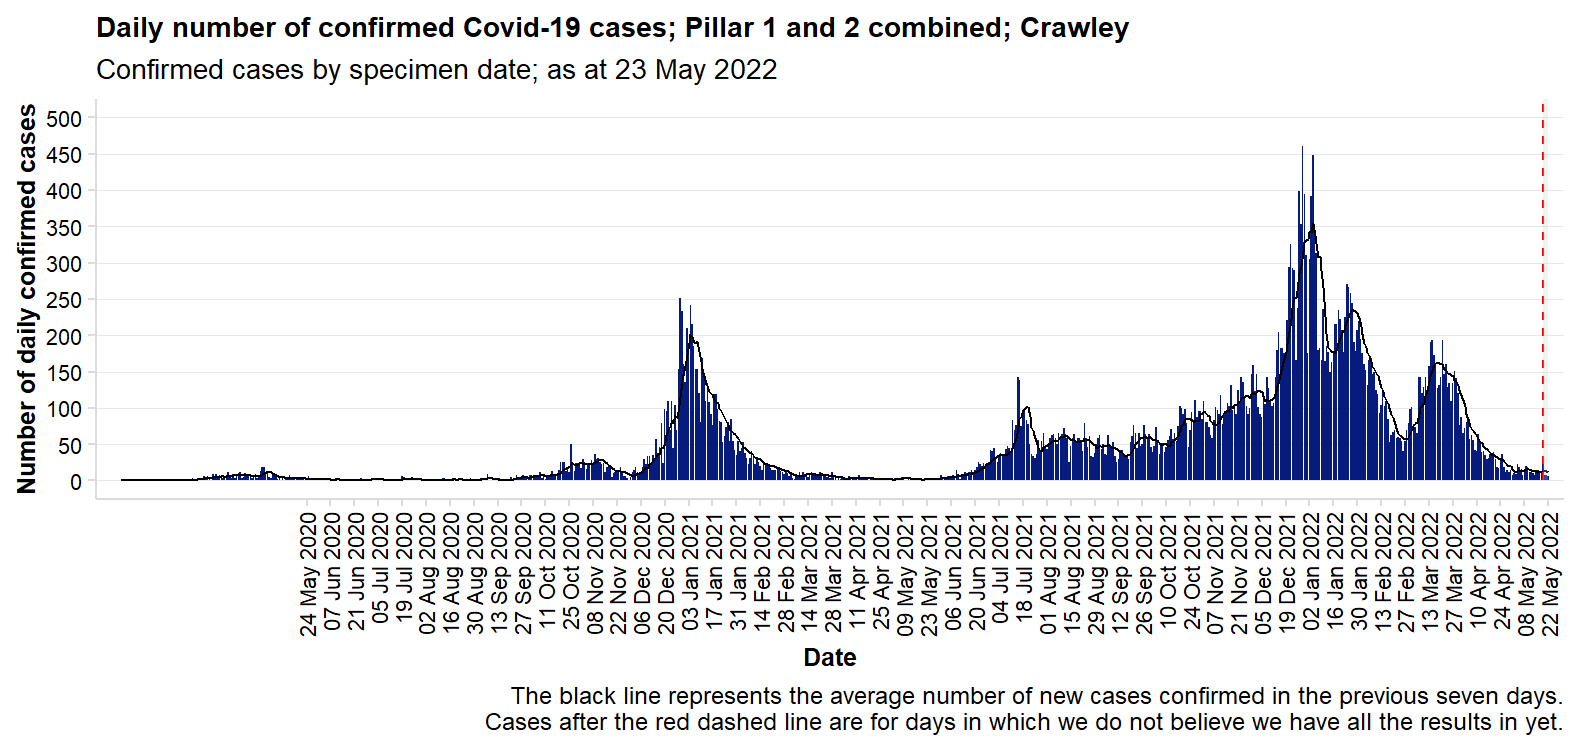 Daily number of confirmed Covid-19 cases; Pillar 1 and 2 combined; Crawley
Confirmed cases by specimen date; as at 23 May 2022
Number of daily confirmed cases
500
450
400
350
300
250
200
150
100
50
0
24 May 2020
07 Jun 2020
21 Jun 2020
05 Jul 2020
19 Jul 2020
02 Aug 2020
16 Aug 2020
30 Aug 2020
13 Sep 2020
27 Sep 2020
11 Oct 2020
25 Oct 2020
08 Nov 2020
22 Nov 2020
06 Dec 2020
20 Dec 2020
03 Jan 2021
17 Jan 2021
31 Jan 2021
14 Feb 2021
28 Feb 2021
14 Mar 2021
28 Mar 2021
11 Apr 2021
25 Apr 2021
09 May 2021
23 May 2021
06 Jun 2021
20 Jun 2021
04 Jul 2021
18 Jul 2021
01 Aug 2021
15 Aug 2021
29 Aug 2021
12 Sep 2021
26 Sep 2021
10 Oct 2021
24 Oct 2021
07 Nov 2021
21 Nov 2021
05 Dec 2021
19 Dec 2021
02 Jan 2022
16 Jan 2022
30 Jan 2022
13 Feb 2022
27 Feb 2022
13 Mar 2022
27 Mar 2022
10 Apr 2022
24 Apr 2022
08 May 2022
22 May 2022
Date
The black line represents the average number of new cases confirmed in the previous seven days.
Cases after the red dashed line are for days in which we do not believe we have all the results in yet.